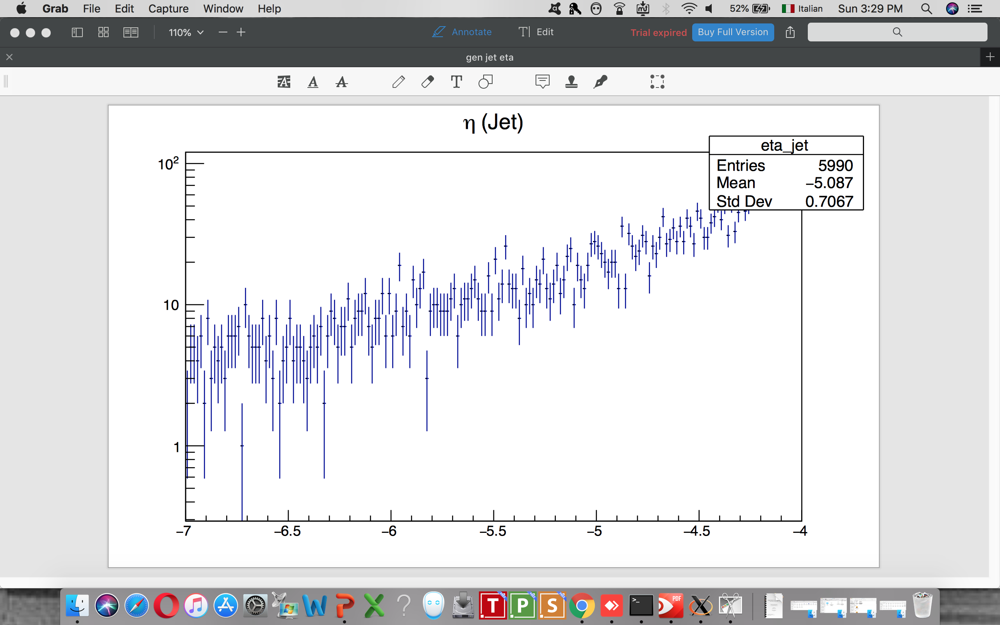 Grab File Edit Capture Window Help 52% Italian Sun 3:29 PM
110% Annotate Edit Trial expired Buy Full Version
gen jet eta
η (Jet)
eta_jet
Entries 5990
Mean −5.087
Std Dev 0.7067
10²
10
1
−7 −6.5 −6 −5.5 −5 −4.5 −4
T P S PDF